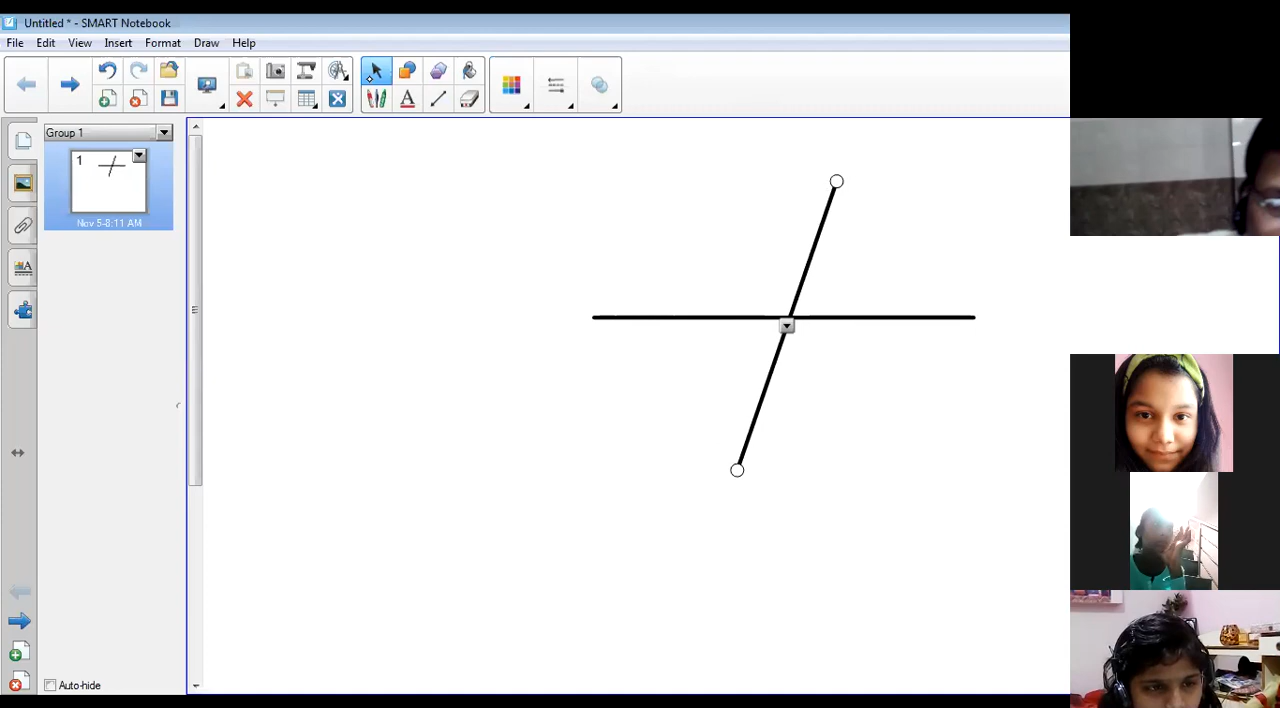 Untitled * - SMART Notebook
File Edit View Insert Format Draw Help
Group 1
1
Nov 5-8:11 AM
Auto-hide